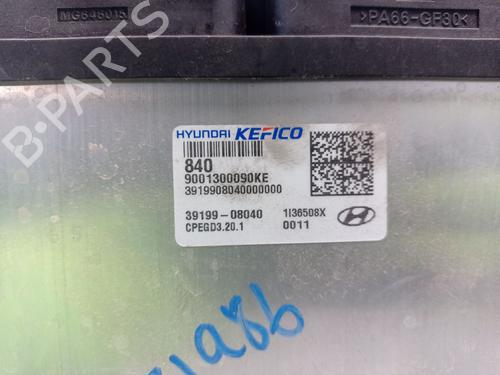 MG646015
>PA66-GF30<
B-PARTS
HYUNDAI KEFICO
840
9001300090KE
3919908040000000
39199-08040
1I36508X
CPEGD3.20.1
0011